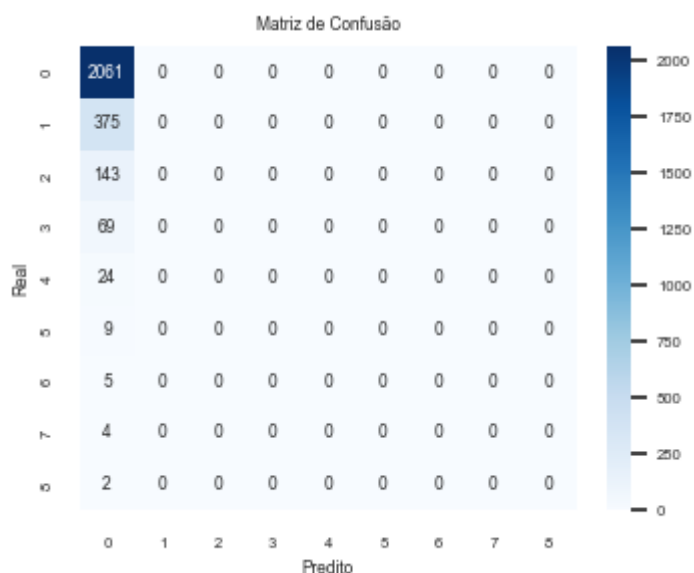 Matriz de Confusão
0 2061 0 0 0 0 0 0 0 0
1 375 0 0 0 0 0 0 0 0
2 143 0 0 0 0 0 0 0 0
3 69 0 0 0 0 0 0 0 0
4 24 0 0 0 0 0 0 0 0
5 9 0 0 0 0 0 0 0 0
6 5 0 0 0 0 0 0 0 0
7 4 0 0 0 0 0 0 0 0
8 2 0 0 0 0 0 0 0 0
Real
0 1 2 3 4 5 6 7 8
Predito
2000
1750
1500
1250
1000
750
500
250
0